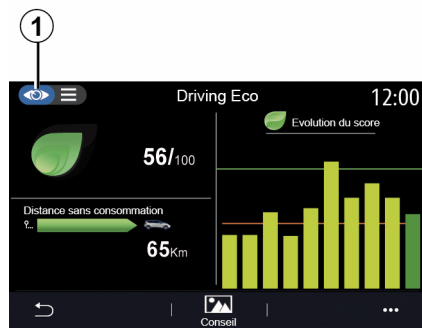 1
Driving Eco
12:00
56/100
Evolution du score
Distance sans consommation
65Km
Conseil